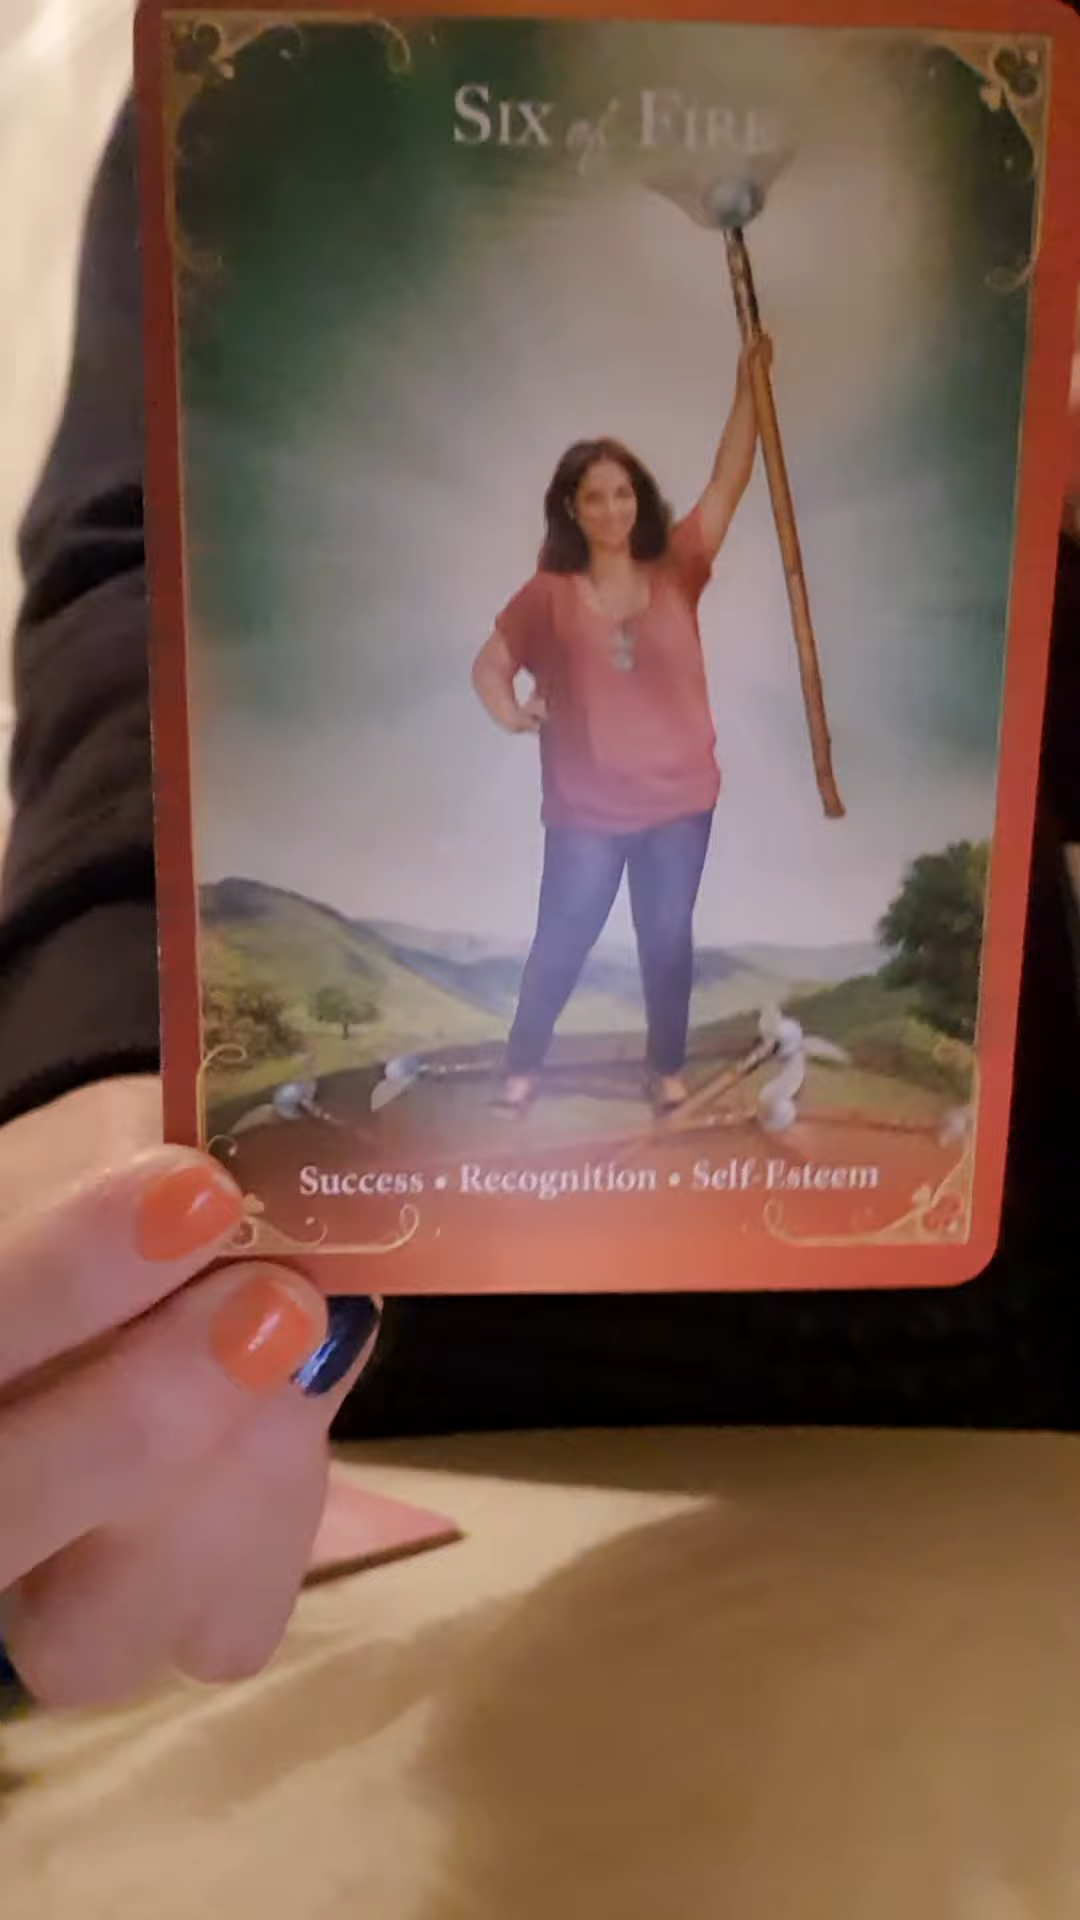 Six of Fire
Success • Recognition • Self-Esteem